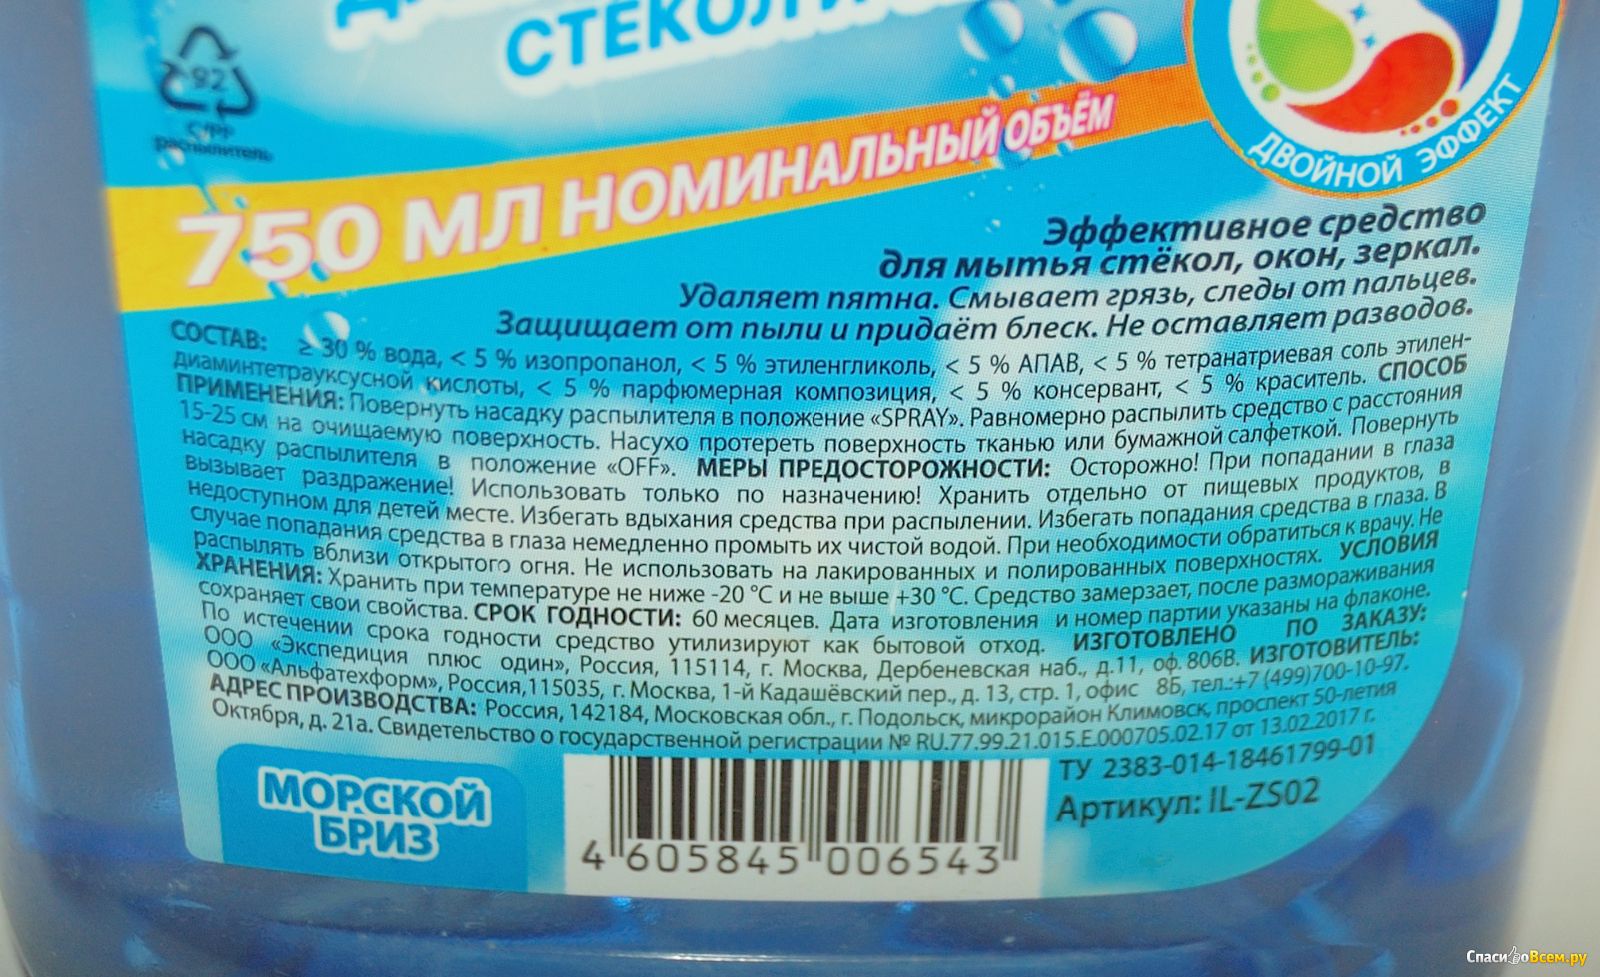 СТЕКОЛ И
92
C/PP
распылитель
750 МЛ НОМИНАЛЬНЫЙ ОБЪЁМ
ДВОЙНОЙ ЭФФЕКТ
Эффективное средство
для мытья стёкол, окон, зеркал.
Удаляет пятна. Смывает грязь, следы от пальцев.
Защищает от пыли и придаёт блеск. Не оставляет разводов.
СОСТАВ: ≥ 30 % вода, < 5 % изопропанол, < 5 % этиленгликоль, < 5 % АПАВ, < 5 % тетранатриевая соль этилен-
диаминтетрауксусной кислоты, < 5 % парфюмерная композиция, < 5 % консервант, < 5 % краситель. СПОСОБ
ПРИМЕНЕНИЯ: Повернуть насадку распылителя в положение «SPRAY». Равномерно распылить средство с расстояния
15-25 см на очищаемую поверхность. Насухо протереть поверхность тканью или бумажной салфеткой. Повернуть
насадку распылителя в положение «OFF». МЕРЫ ПРЕДОСТОРОЖНОСТИ: Осторожно! При попадании в глаза
вызывает раздражение! Использовать только по назначению! Хранить отдельно от пищевых продуктов, в
недоступном для детей месте. Избегать вдыхания средства при распылении. Избегать попадания средства в глаза. В
случае попадания средства в глаза немедленно промыть их чистой водой. При необходимости обратиться к врачу. Не
распылять вблизи открытого огня. Не использовать на лакированных и полированных поверхностях. УСЛОВИЯ
ХРАНЕНИЯ: Хранить при температуре не ниже -20 °С и не выше +30 °С. Средство замерзает, после размораживания
сохраняет свои свойства. СРОК ГОДНОСТИ: 60 месяцев. Дата изготовления и номер партии указаны на флаконе.
По истечении срока годности средство утилизируют как бытовой отход. ИЗГОТОВЛЕНО ПО ЗАКАЗУ:
ООО «Экспедиция плюс один», Россия, 115114, г. Москва, Дербеневская наб., д.11, оф. 806В. ИЗГОТОВИТЕЛЬ:
ООО «Альфатехформ», Россия,115035, г. Москва, 1-й Кадашёвский пер., д. 13, стр. 1, офис 8Б, тел.:+7 (499)700-10-97.
АДРЕС ПРОИЗВОДСТВА: Россия, 142184, Московская обл., г. Подольск, микрорайон Климовск, проспект 50-летия
Октября, д. 21а. Свидетельство о государственной регистрации № RU.77.99.21.015.Е.000705.02.17 от 13.02.2017 г.
ТУ 2383-014-18461799-01
Артикул: IL-ZS02
МОРСКОЙ
БРИЗ
4 605845 006543
СпасибоВсем.ру